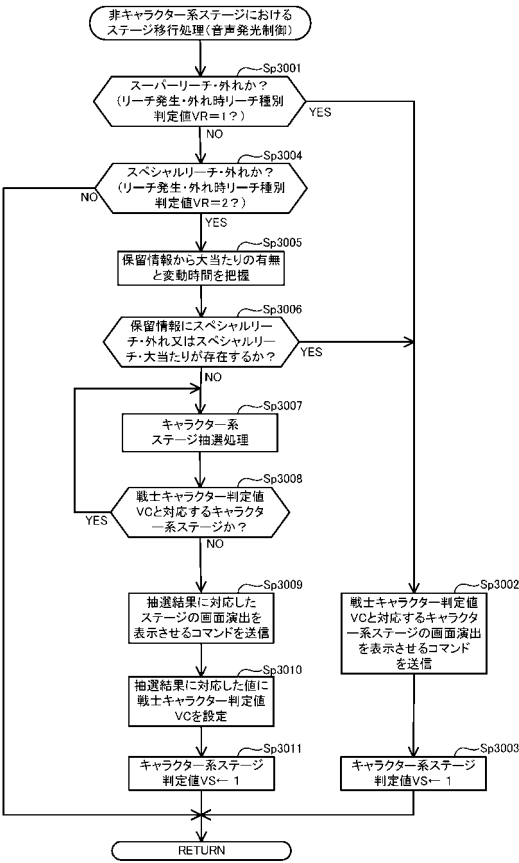 非キャラクター系ステージにおける
ステージ移行処理(音声発光制御)
Sp3001
スーパーリーチ・外れか?
(リーチ発生・外れ時リーチ種別
判定値VR=1?)
YES
NO
Sp3004
スペシャルリーチ・外れか?
(リーチ発生・外れ時リーチ種別
判定値VR=2?)
NO
YES
Sp3005
保留情報から大当たりの有無
と変動時間を把握
Sp3006
保留情報にスペシャルリー
チ・外れ又はスペシャルリー
チ・大当たりが存在するか?
YES
NO
Sp3007
キャラクター系
ステージ抽選処理
Sp3008
戦士キャラクター判定値
VCと対応するキャラクタ
ー系ステージか?
YES
NO
Sp3009
抽選結果に対応した
ステージの画面演出を
表示させるコマンドを送信
Sp3002
戦士キャラクター判定値
VCと対応するキャラクタ
ー系ステージの画面演出
を表示させるコマンド
を送信
Sp3010
抽選結果に対応した値に
戦士キャラクター判定値
VCを設定
Sp3011
キャラクター系ステージ
判定値VS←1
Sp3003
キャラクター系ステージ
判定値VS←1
RETURN